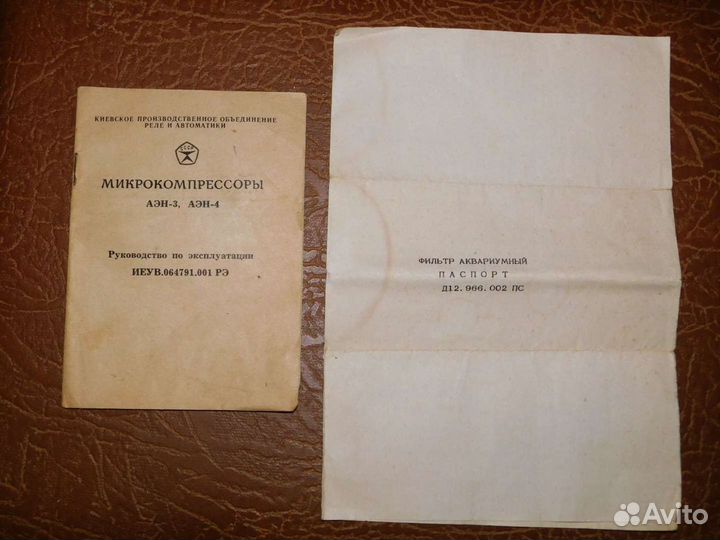 КИЕВСКОЕ ПРОИЗВОДСТВЕННОЕ ОБЪЕДИНЕНИЕ
РЕЛЕ И АВТОМАТИКИ
СССР
МИКРОКОМПРЕССОРЫ
АЭН-3, АЭН-4
Руководство по эксплуатации
ИЕУВ.064791.001 РЭ
ФИЛЬТР АКВАРИУМНЫЙ
ПАСПОРТ
Д12.966.002 ПС
Avito